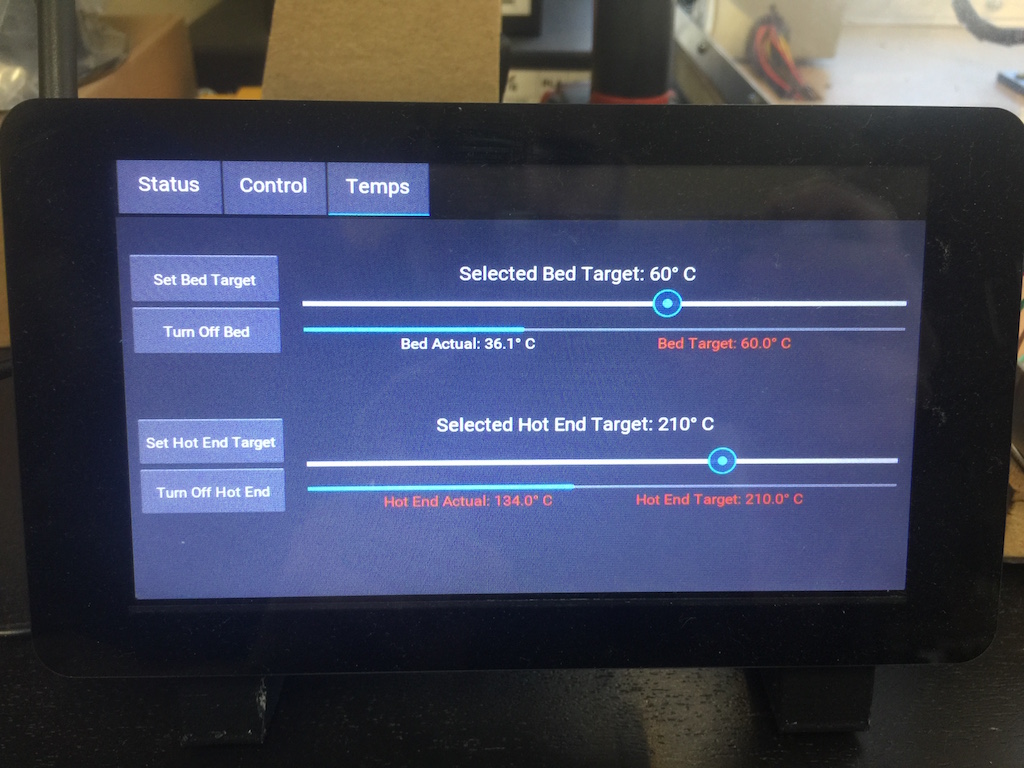 Status Control Temps
Set Bed Target
Selected Bed Target: 60° C
Turn Off Bed
Bed Actual: 36.1° C Bed Target: 60.0° C
Set Hot End Target
Selected Hot End Target: 210° C
Turn Off Hot End
Hot End Actual: 134.0° C Hot End Target: 210.0° C